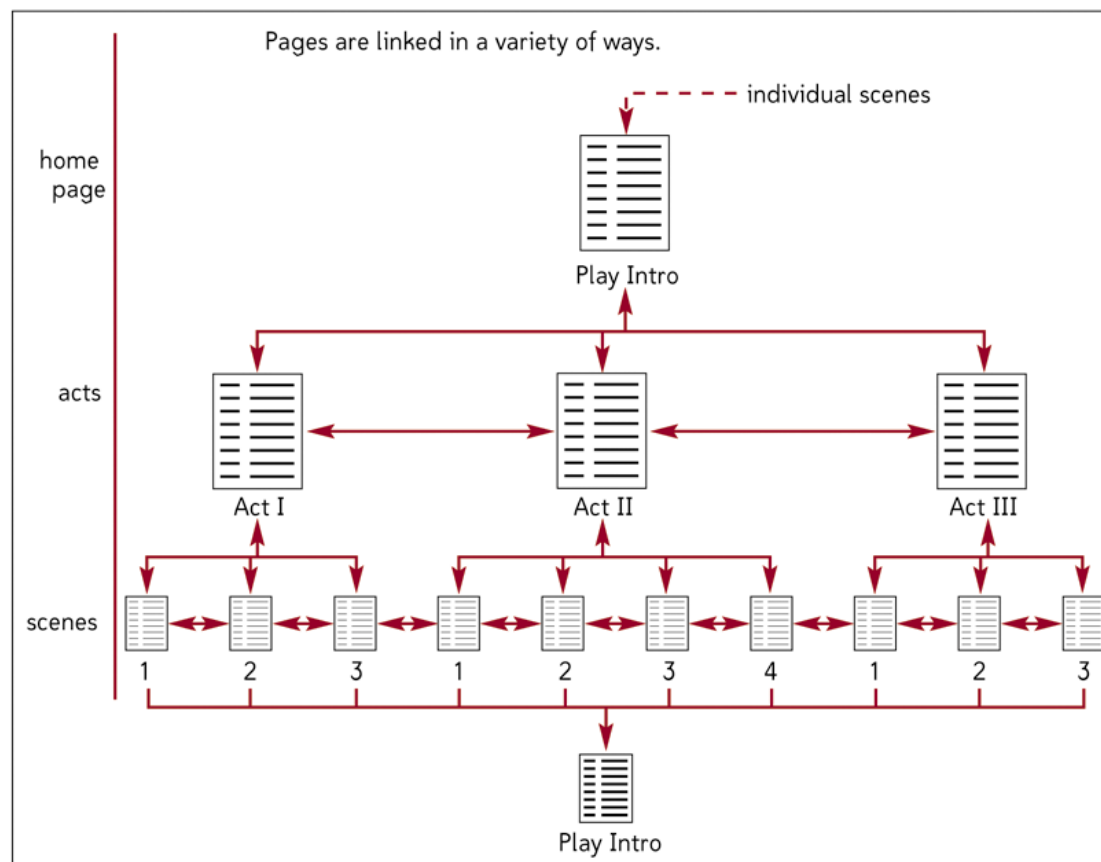 Pages are linked in a variety of ways.
individual scenes
home
page
Play Intro
acts
Act I
Act II
Act III
scenes
1 2 3 1 2 3 4 1 2 3
Play Intro